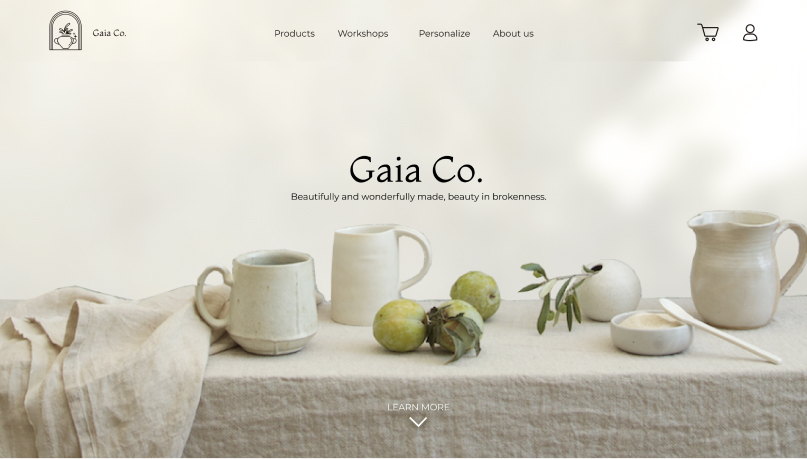 Gaia Co.
Products Workshops Personalize About us
Gaia Co.
Beautifully and wonderfully made, beauty in brokenness.
LEARN MORE